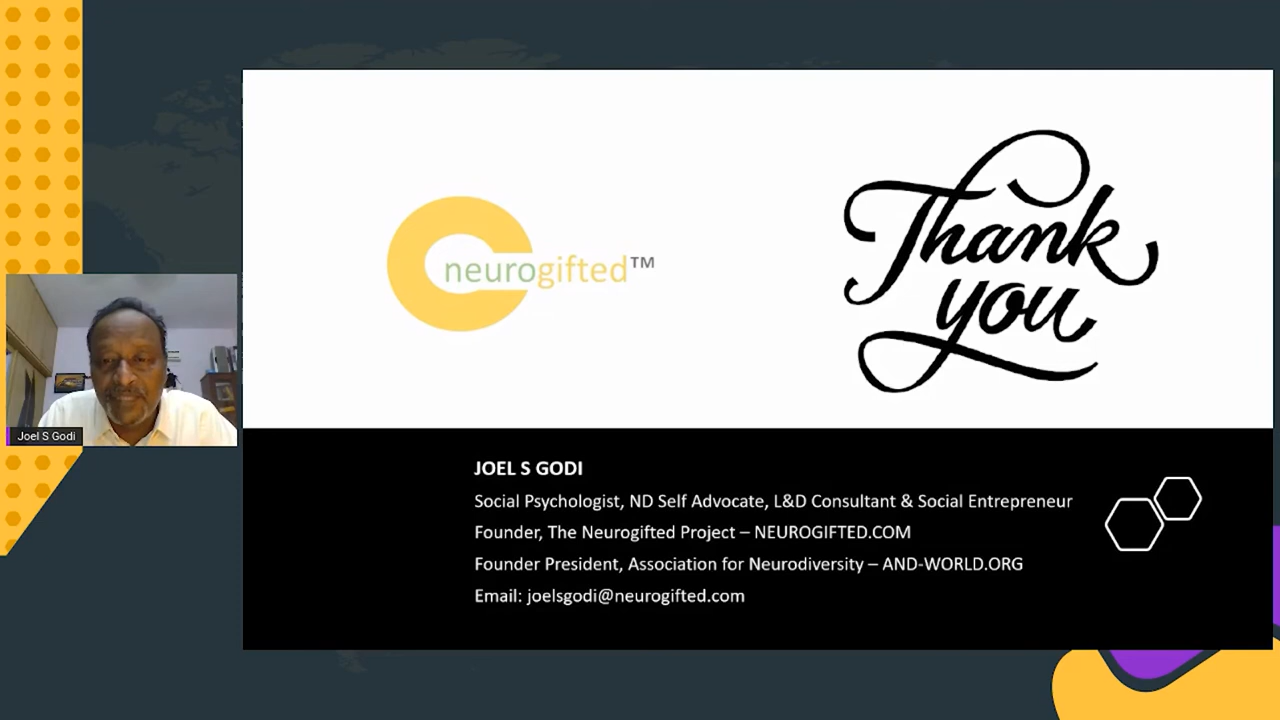 neurogifted™
Thank
you
Joel S Godi
JOEL S GODI
Social Psychologist, ND Self Advocate, L&D Consultant & Social Entrepreneur
Founder, The Neurogifted Project – NEUROGIFTED.COM
Founder President, Association for Neurodiversity – AND-WORLD.ORG
Email: joelsgodi@neurogifted.com